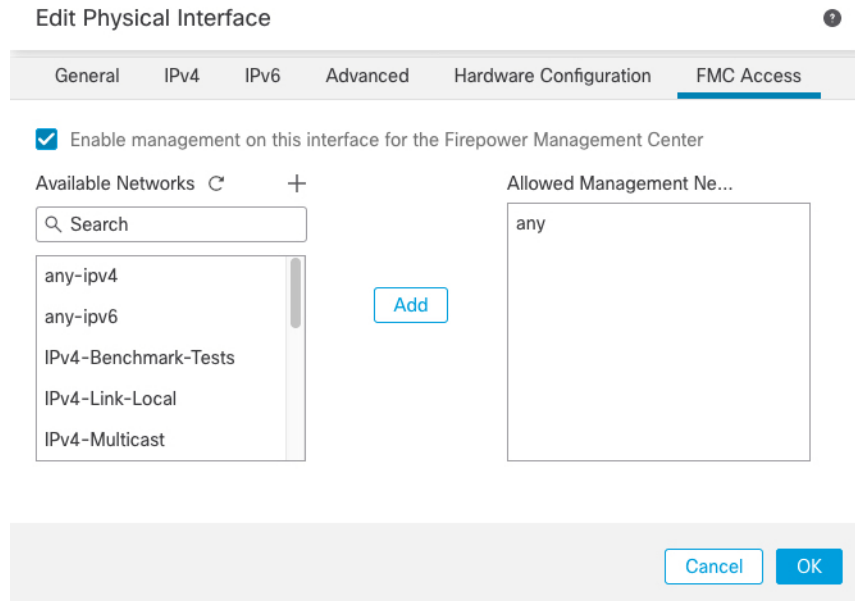 Edit Physical Interface
General IPv4 IPv6 Advanced Hardware Configuration FMC Access
Enable management on this interface for the Firepower Management Center
Available Networks
Allowed Management Ne...
Search
any-ipv4
any-ipv6
IPv4-Benchmark-Tests
IPv4-Link-Local
IPv4-Multicast
Add
any
Cancel OK